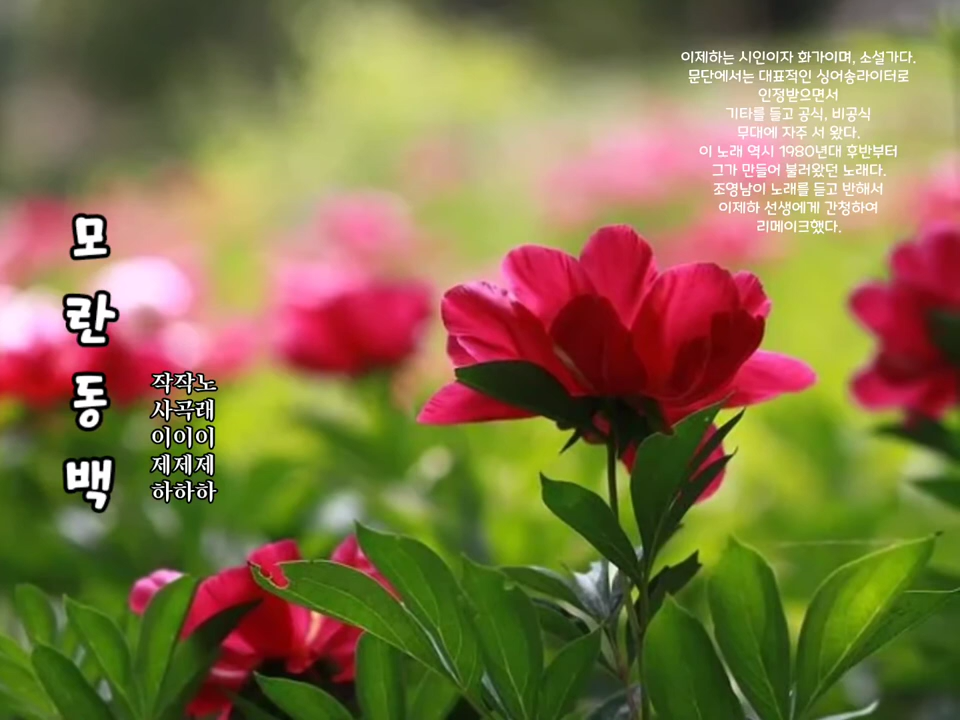 모란동백
작사 이제하
작곡 이제하
노래 이제하
이제하는 시인이자 화가이며, 소설가다.
문단에서는 대표적인 싱어송라이터로
인정받으면서
기타를 들고 공식, 비공식
무대에 자주 서 왔다.
이 노래 역시 1980년대 후반부터
그가 만들어 불러왔던 노래다.
조영남이 노래를 듣고 반해서
이제하 선생에게 간청하여
리메이크했다.